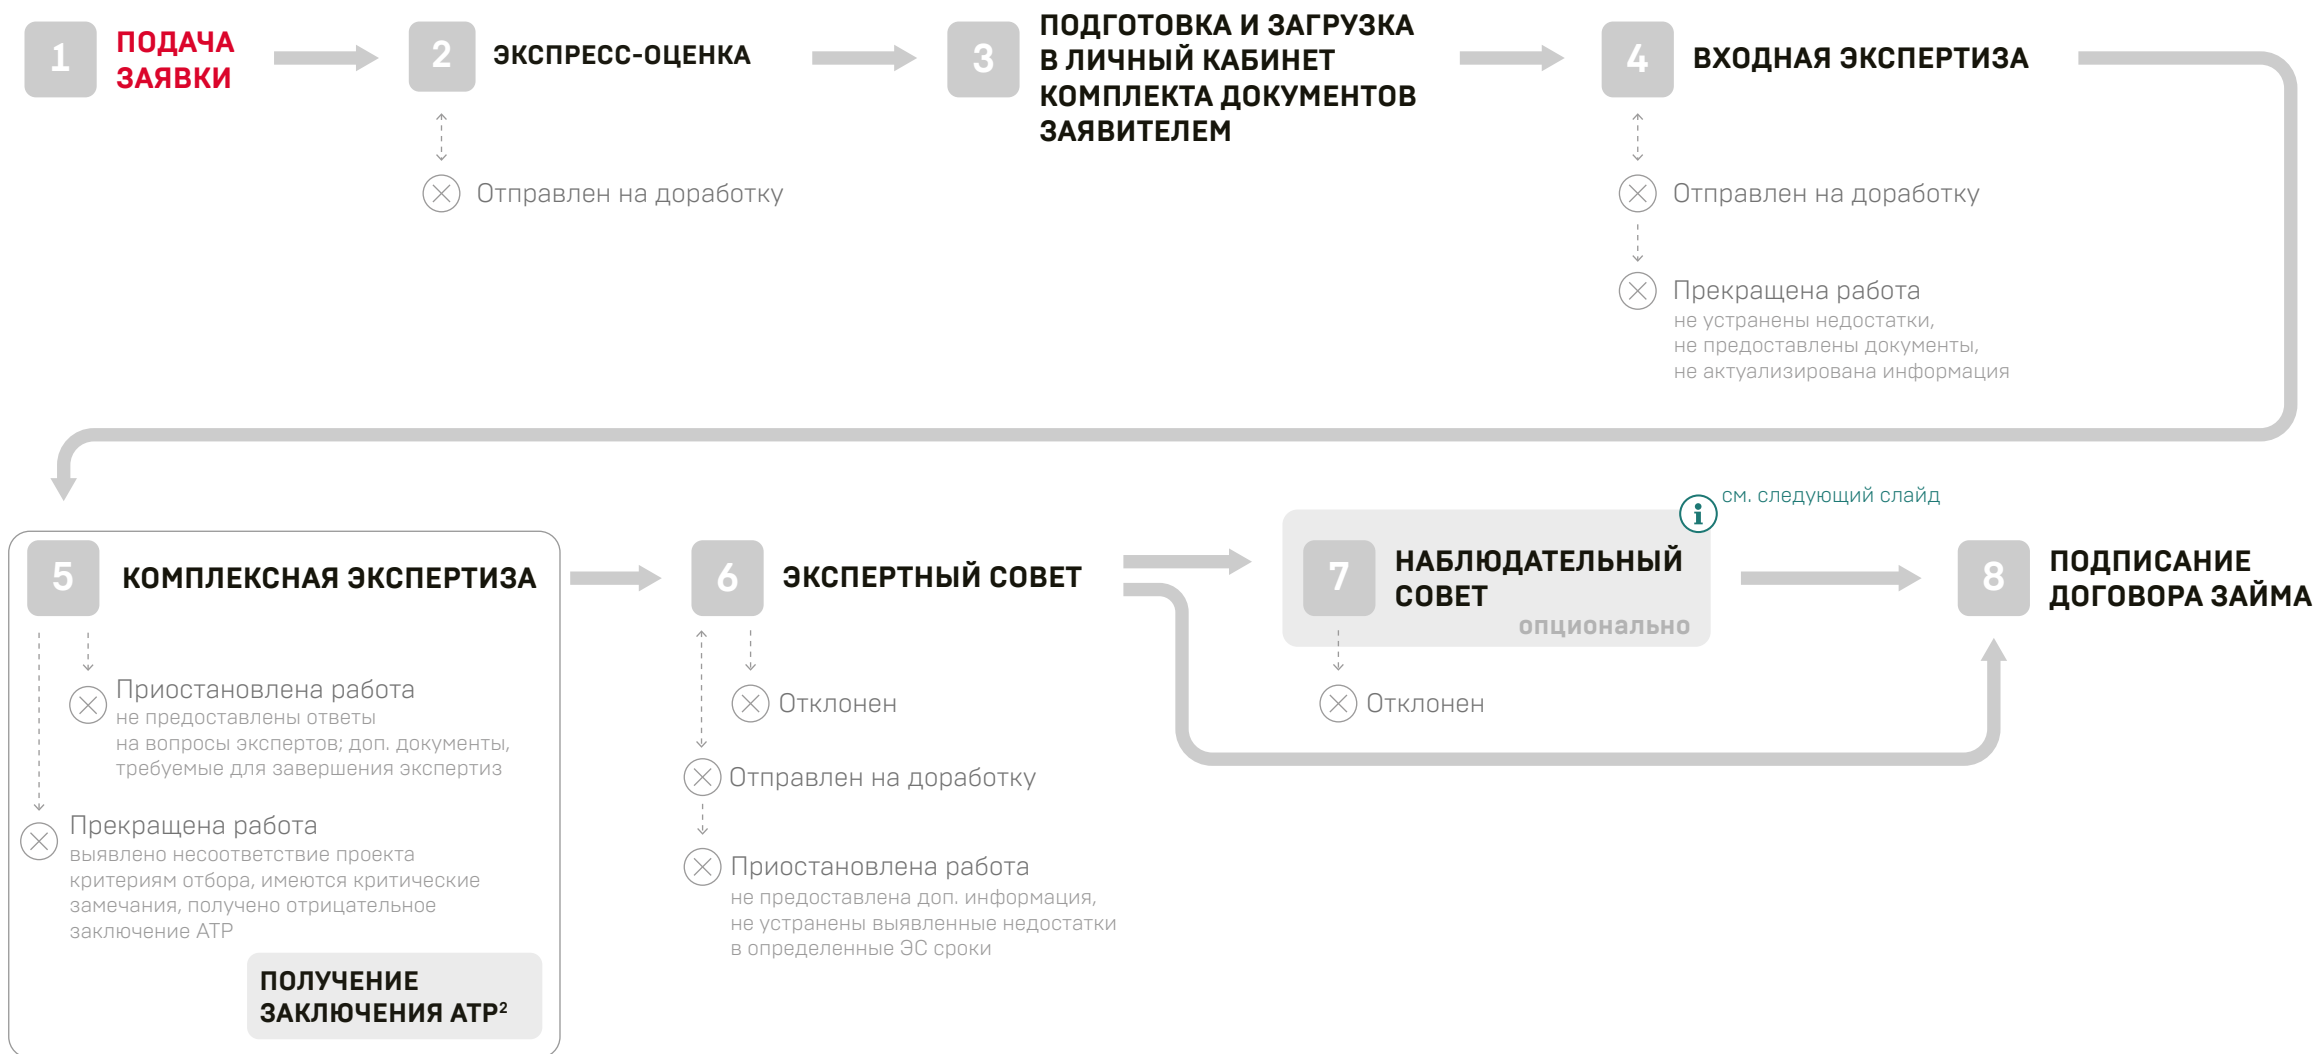 1
ПОДАЧА
ЗАЯВКИ
2
ЭКСПРЕСС-ОЦЕНКА
Отправлен на доработку
3
ПОДГОТОВКА И ЗАГРУЗКА
В ЛИЧНЫЙ КАБИНЕТ
КОМПЛЕКТА ДОКУМЕНТОВ
ЗАЯВИТЕЛЕМ
4
ВХОДНАЯ ЭКСПЕРТИЗА
Отправлен на доработку
Прекращена работа
не устранены недостатки,
не предоставлены документы,
не актуализирована информация
5
КОМПЛЕКСНАЯ ЭКСПЕРТИЗА
Приостановлена работа
не предоставлены ответы
на вопросы экспертов; доп. документы,
требуемые для завершения экспертиз
Прекращена работа
выявлено несоответствие проекта
критериям отбора, имеются критические
замечания, получено отрицательное
заключение АТР
ПОЛУЧЕНИЕ
ЗАКЛЮЧЕНИЯ АТР²
6
ЭКСПЕРТНЫЙ СОВЕТ
Отклонен
Отправлен на доработку
Приостановлена работа
не предоставлена доп. информация,
не устранены выявленные недостатки
в определенные ЭС сроки
см. следующий слайд
i
7
НАБЛЮДАТЕЛЬНЫЙ
СОВЕТ
опционально
Отклонен
8
ПОДПИСАНИЕ
ДОГОВОРА ЗАЙМА